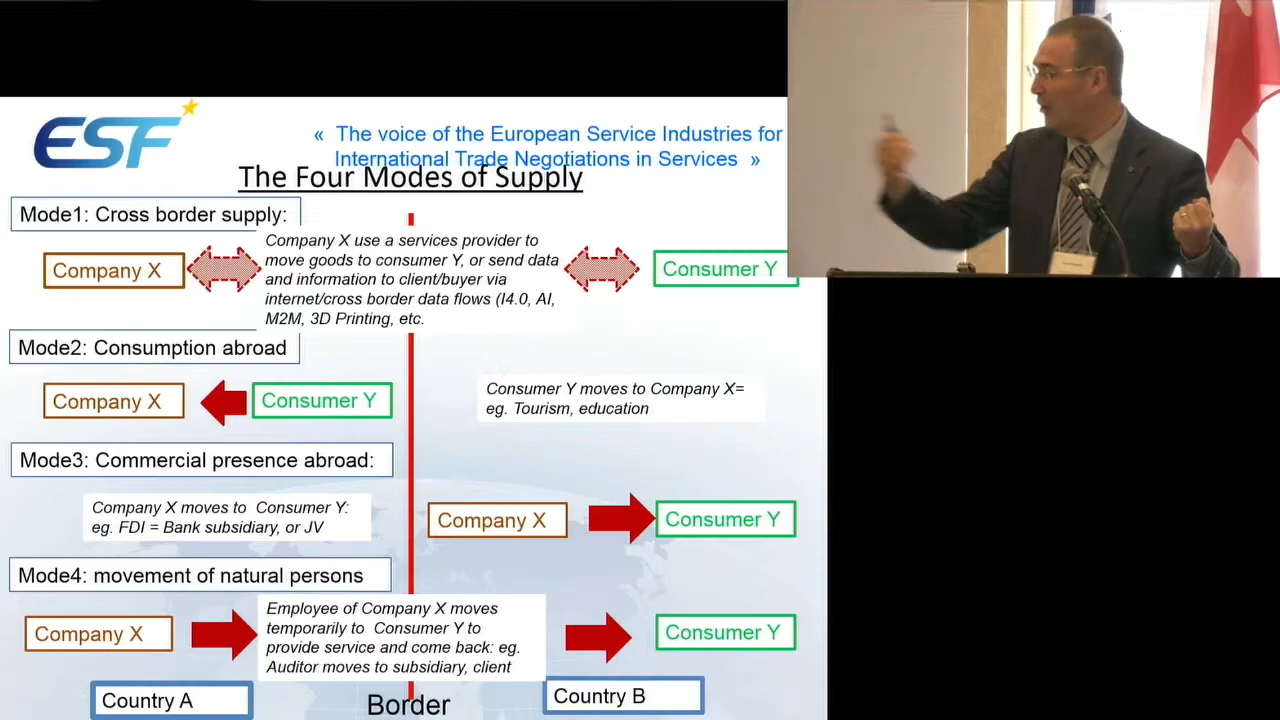 ESF
« The voice of the European Service Industries for
International Trade Negotiations in Services »
The Four Modes of Supply
Mode1: Cross border supply:
Company X
Company X use a services provider to
move goods to consumer Y, or send data
and information to client/buyer via
internet/cross border data flows (I4.0, AI,
M2M, 3D Printing, etc.
Consumer Y
Mode2: Consumption abroad
Company X
Consumer Y
Consumer Y moves to Company X=
eg. Tourism, education
Mode3: Commercial presence abroad:
Company X moves to Consumer Y:
eg. FDI = Bank subsidiary, or JV
Company X
Consumer Y
Mode4: movement of natural persons
Company X
Employee of Company X moves
temporarily to Consumer Y to
provide service and come back: eg.
Auditor moves to subsidiary, client
Consumer Y
Country A
Border
Country B